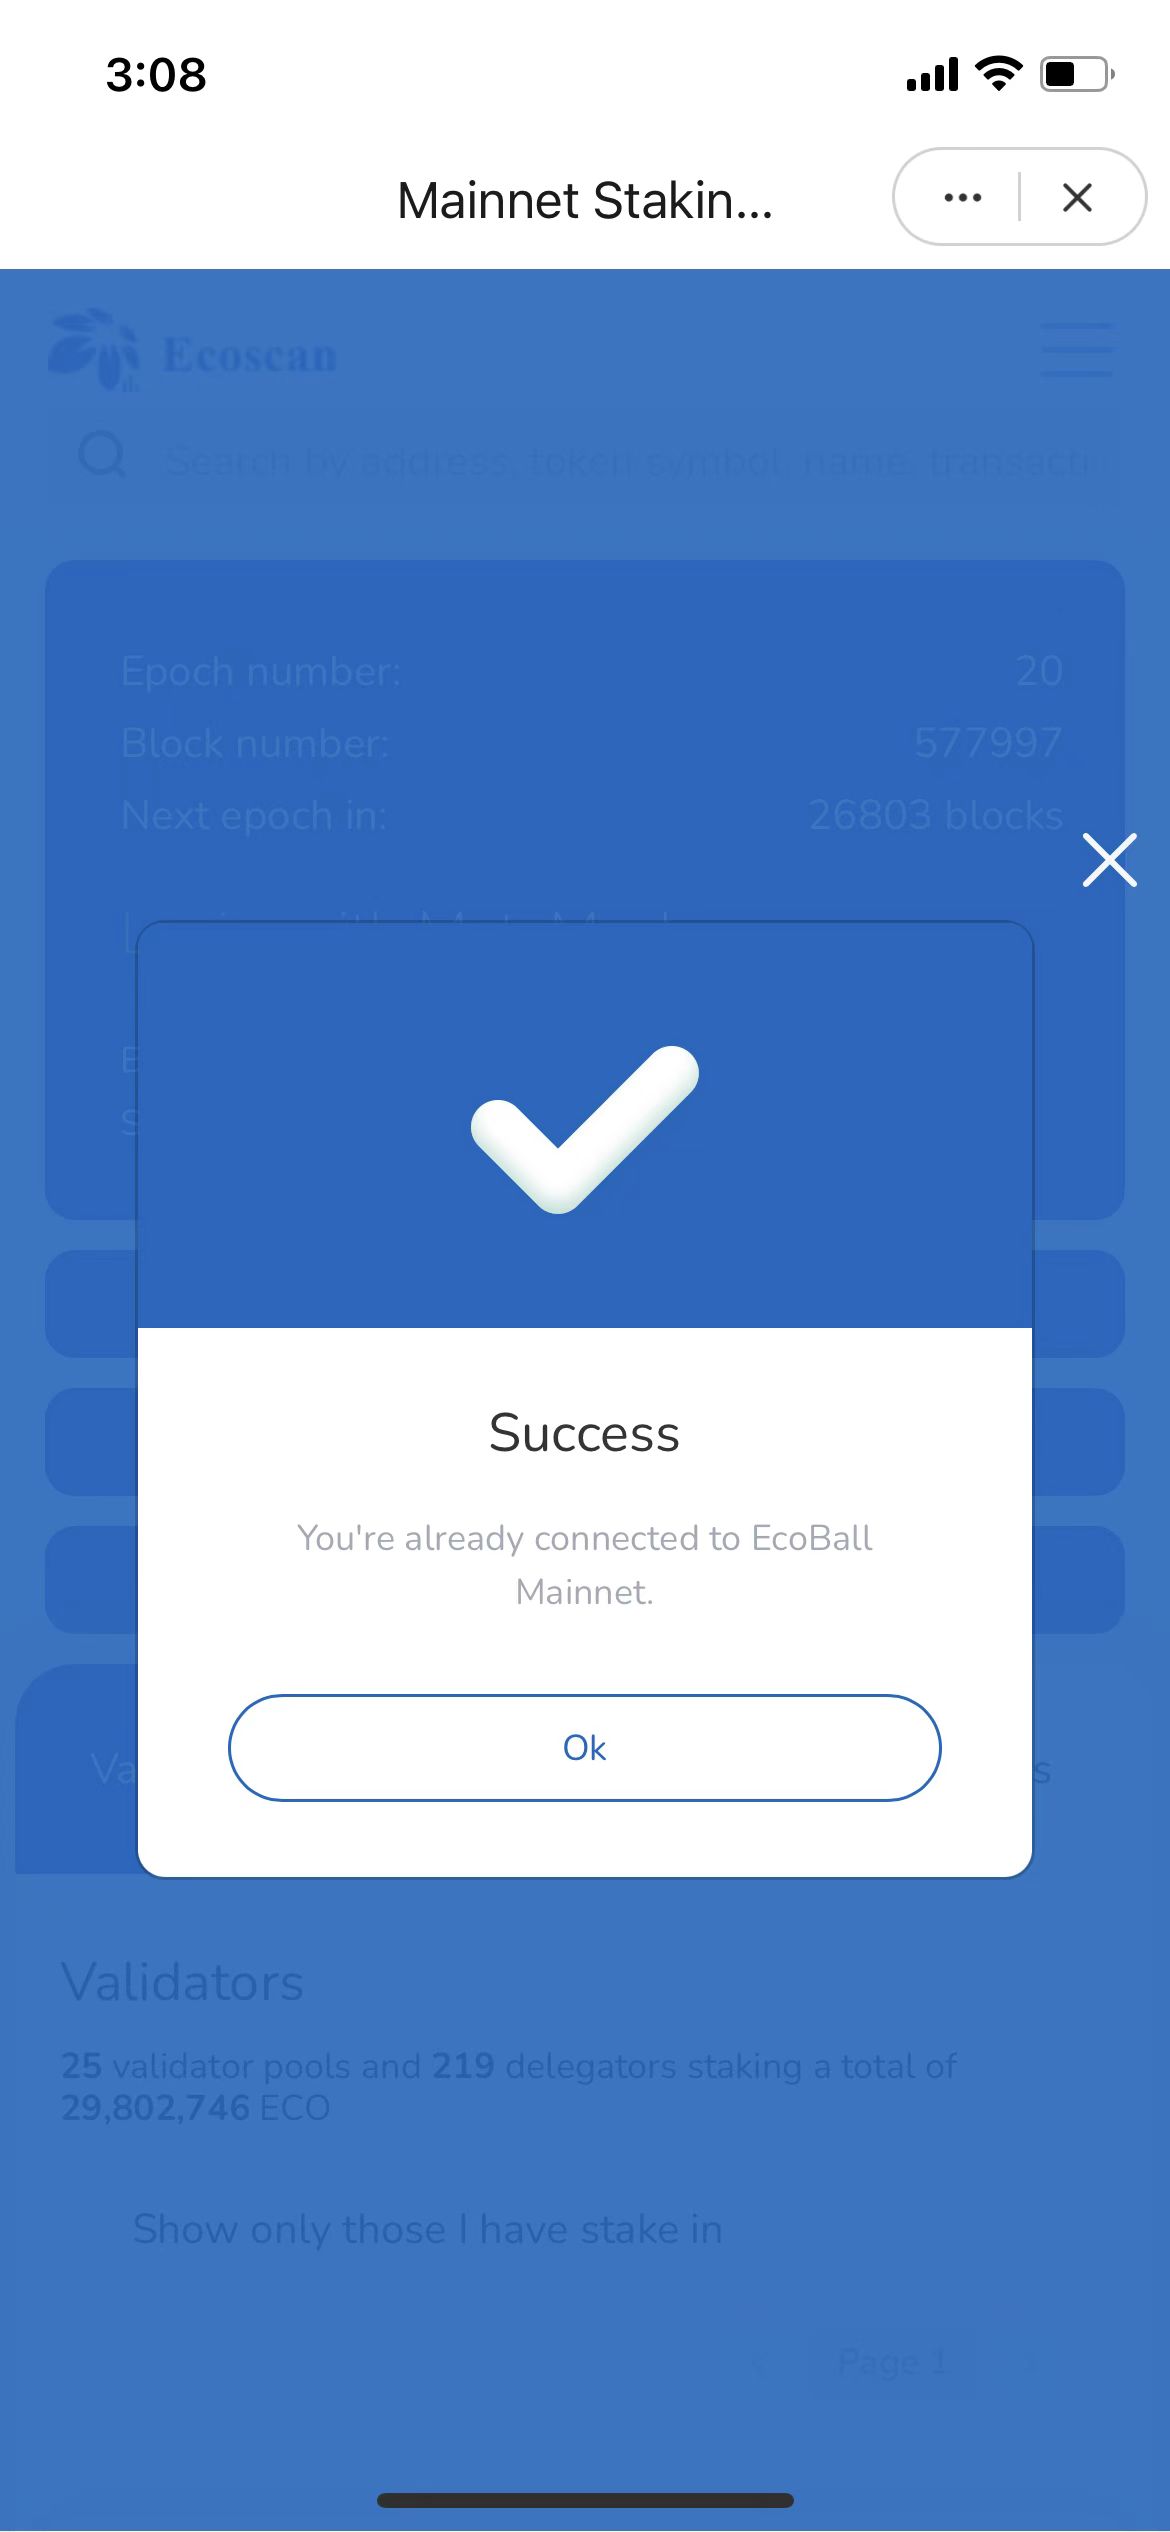 3:08
Mainnet Stakin...
Ecoscan
Search by address, token symbol, name, transacti
Epoch number: 20
Block number: 577997
Next epoch in: 26803 blocks
Success
You're already connected to EcoBall
Mainnet.
Ok
Validators
25 validator pools and 219 delegators staking a total of
29,802,746 ECO
Show only those I have stake in
Page 1